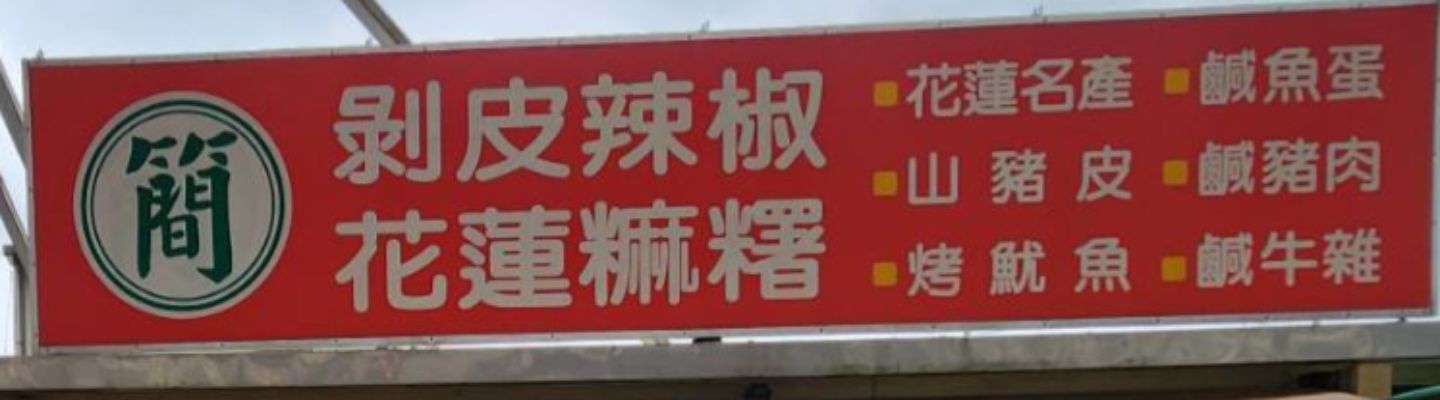 簡
剝皮辣椒
花蓮糍糬
花蓮名產
山豬皮
烤魷魚
鹹魚蛋
鹹豬肉
鹹牛雜